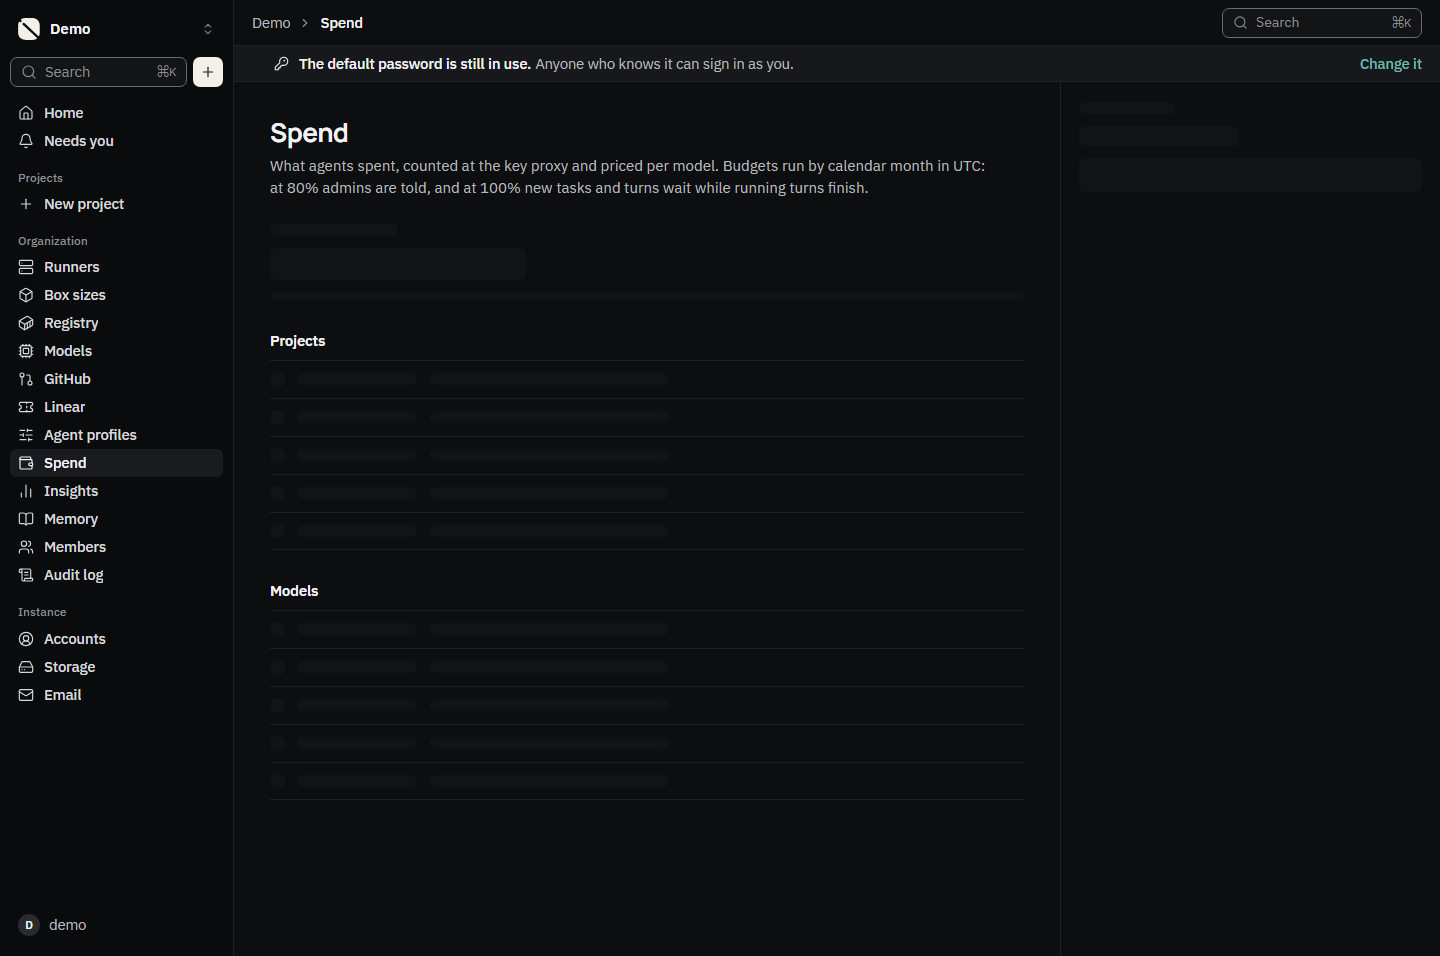 Demo
Search ⌘K
Home
Needs you
Projects
New project
Organization
Runners
Box sizes
Registry
Models
GitHub
Linear
Agent profiles
Spend
Insights
Memory
Members
Audit log
Instance
Accounts
Storage
Email
D demo
Demo > Spend
Search ⌘K
The default password is still in use. Anyone who knows it can sign in as you. Change it
Spend
What agents spent, counted at the key proxy and priced per model. Budgets run by calendar month in UTC:
at 80% admins are told, and at 100% new tasks and turns wait while running turns finish.
Projects
Models